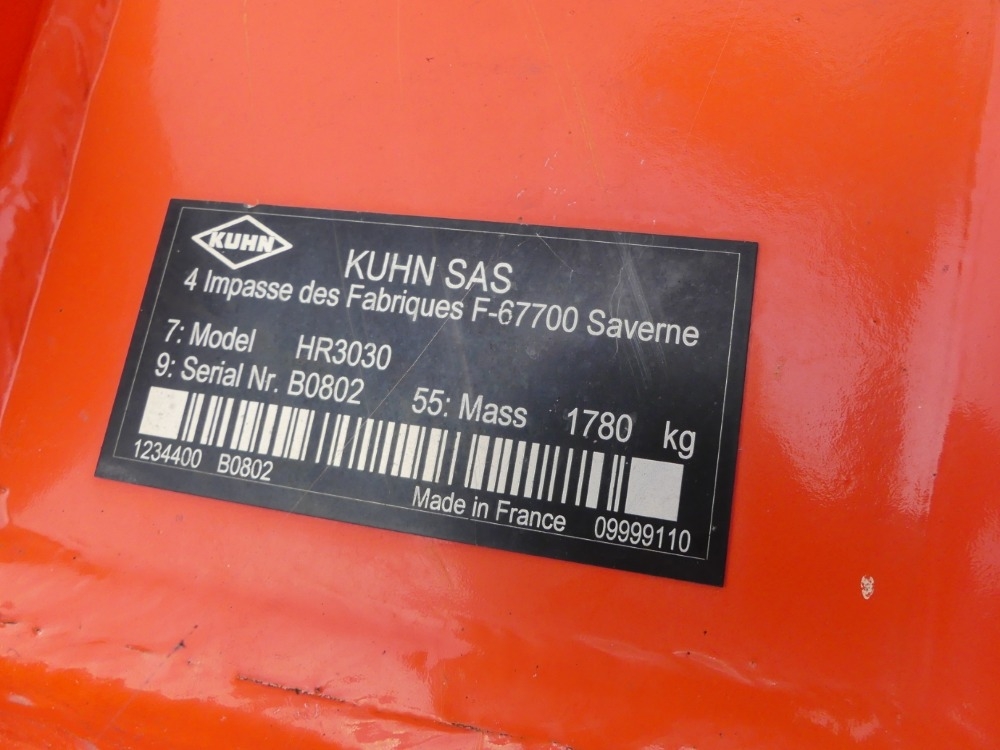 KUHN
KUHN SAS
4 Impasse des Fabriques F-67700 Saverne
7: Model HR3030
9: Serial Nr. B0802 55: Mass 1780 kg
1234400 B0802
Made in France 09999110